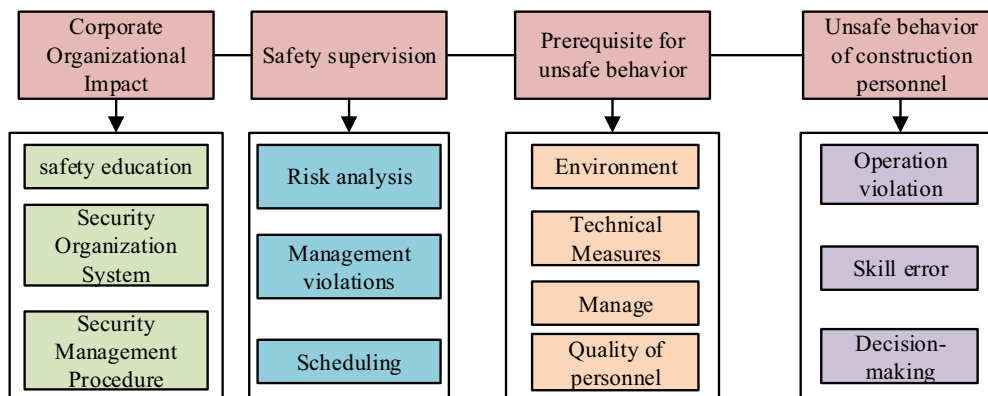 Corporate
Organizational
Impact
Safety supervision
Prerequisite for
unsafe behavior
Unsafe behavior
of construction
personnel
safety education
Security
Organization
System
Security
Management
Procedure
Risk analysis
Management
violations
Scheduling
Environment
Technical
Measures
Manage
Quality of
personnel
Operation
violation
Skill error
Decision-
making